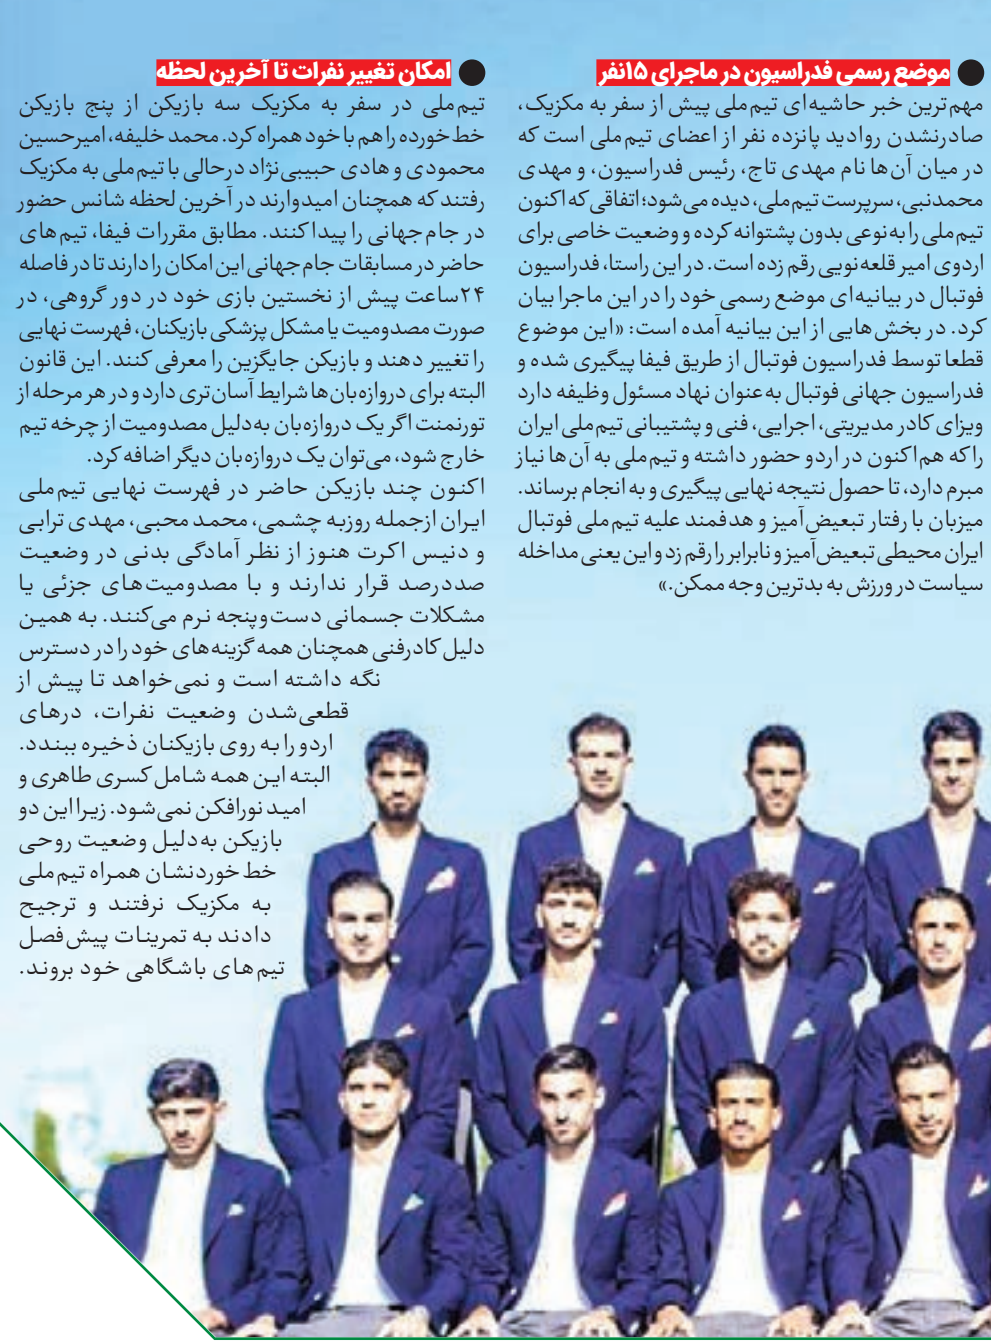 موضع رسمی فدراسیون در ماجرای ۱۵نفر
مهم‌ترین خبر حاشیه‌ای تیم‌ملی پیش از سفر به مکزیک،
صادرنشدن روادید پانزده نفر از اعضای تیم‌ملی است که
در میان آن‌ها نام مهدی تاج، رئیس فدراسیون، و مهدی
محمدنبی، سرپرست تیم‌ملی، دیده می‌شود؛ اتفاقی که اکنون
تیم‌ملی را به‌نوعی بدون پشتوانه کرده و وضعیت خاصی برای
اردوی امیر قلعه‌نویی رقم زده است. در این راستا، فدراسیون
فوتبال در بیانیه‌ای موضع رسمی خود را در این ماجرا بیان
کرد. در بخش‌هایی از این بیانیه آمده است: «این موضوع
قطعا توسط فدراسیون فوتبال از طریق فیفا پیگیری شده و
فدراسیون جهانی فوتبال به‌عنوان نهاد مسئول وظیفه دارد
ویزای کادر مدیریتی، اجرایی، فنی و پشتیبانی تیم‌ملی ایران
را که هم‌اکنون در اردو حضور داشته و تیم‌ملی به آن‌ها نیاز
مبرم دارد، تا حصول نتیجه نهایی پیگیری و به انجام برساند.
میزبان با رفتار تبعیض‌آمیز و هدفمند علیه تیم‌ملی فوتبال
ایران محیطی تبعیض‌آمیز و نابرابر را رقم زد و این یعنی مداخله
سیاست در ورزش به بدترین وجه ممکن.»
امکان تغییر نفرات تا آخرین لحظه
تیم‌ملی در سفر به مکزیک سه بازیکن از پنج بازیکن
خط‌خورده را هم با خود همراه کرد. محمد خلیفه، امیرحسین
محمودی و هادی حبیبی‌نژاد درحالی با تیم‌ملی به مکزیک
رفتند که همچنان امیدوارند در آخرین لحظه شانس حضور
در جام‌جهانی را پیدا کنند. مطابق مقررات فیفا، تیم‌های
حاضر در مسابقات جام‌جهانی این امکان را دارند تا در فاصله
۲۴ساعت پیش از نخستین بازی خود در دور گروهی، در
صورت مصدومیت یا مشکل پزشکی بازیکنان، فهرست نهایی
را تغییر دهند و بازیکن جایگزین را معرفی کنند. این قانون
البته برای دروازه‌بان‌ها شرایط آسان‌تری دارد و در هر مرحله از
تورنمنت اگر یک دروازه‌بان به‌دلیل مصدومیت از چرخه تیم
خارج شود، می‌توان یک دروازه‌بان دیگر اضافه کرد.
اکنون چند بازیکن حاضر در فهرست نهایی تیم‌ملی
ایران ازجمله روزبه چشمی، محمد محبی، مهدی ترابی
و دنیس اکرت هنوز از نظر آمادگی بدنی در وضعیت
صددرصد قرار ندارند و با مصدومیت‌های جزئی یا
مشکلات جسمانی دست‌وپنجه نرم می‌کنند. به همین
دلیل کادرفنی همچنان همه گزینه‌های خود را در دسترس
نگه داشته است و نمی‌خواهد تا پیش از
قطعی‌شدن وضعیت نفرات، درهای
اردو را به روی بازیکنان ذخیره ببندد.
البته این همه شامل کسری طاهری و
امید نورافکن نمی‌شود. زیرا این دو
بازیکن به‌دلیل وضعیت روحی
خط خوردنشان همراه تیم‌ملی
به مکزیک نرفتند و ترجیح
دادند به تمرینات پیش‌فصل
تیم‌های باشگاهی خود بروند.